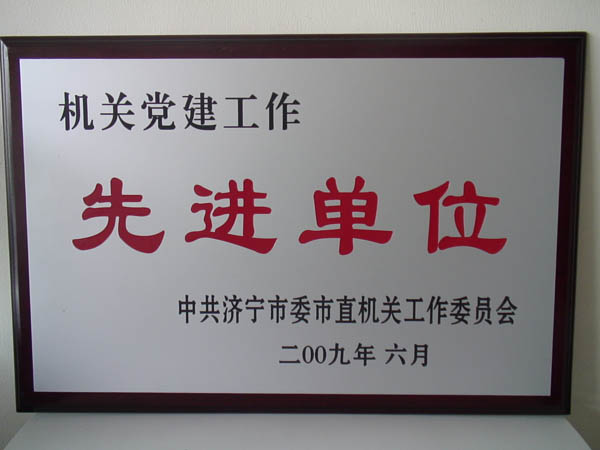 机关党建工作
先进单位
中共济宁市委市直机关工作委员会
二00九年 六月